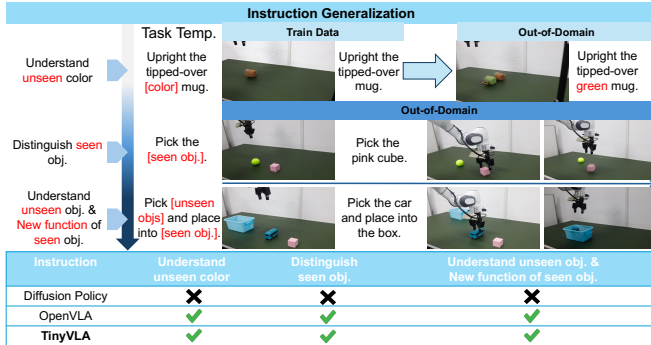 Instruction Generalization
Task Temp.
Train Data
Out-of-Domain
Understand
unseen color
Upright the
tipped-over
[color] mug.
Upright the
tipped-over
mug.
Upright the
tipped-over
green mug.
Out-of-Domain
Distinguish seen
obj.
Pick the
[seen obj.].
Pick the
pink cube.
Understand
unseen obj. &
New function of
seen obj.
Pick [unseen
objs] and place
into [seen obj.].
Pick the car
and place into
the box.
Instruction
Understand
unseen color
Distinguish
seen obj.
Understand unseen obj. &
New function of seen obj.
Diffusion Policy
OpenVLA
TinyVLA